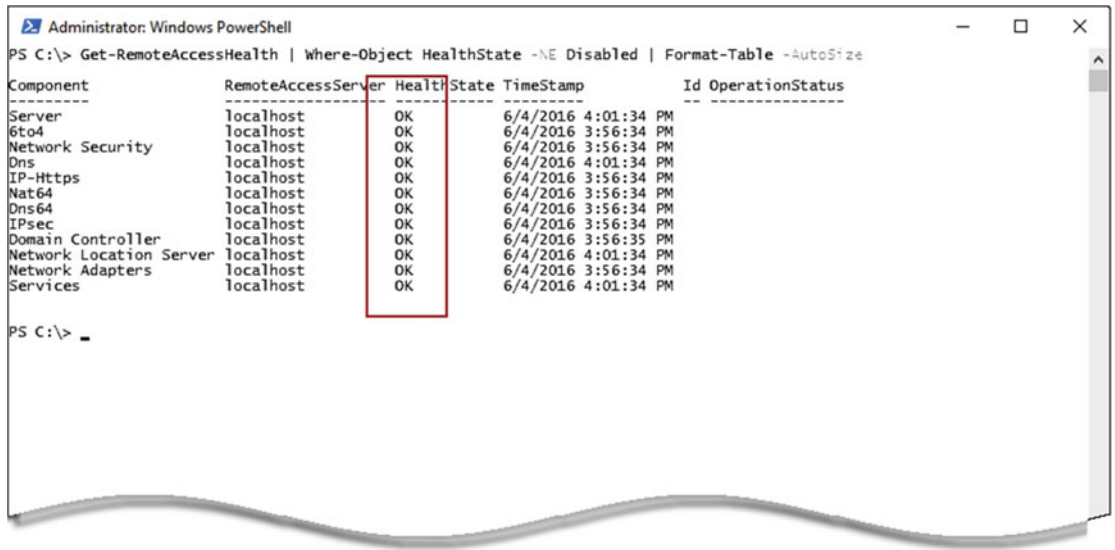 Administrator: Windows PowerShell
PS C:\> Get-RemoteAccessHealth | Where-Object HealthState -NE Disabled | Format-Table -AutoSize
Component RemoteAccessServer HealthState TimeStamp Id OperationStatus
--------- ------------------ ----------- --------- -- ---------------
Server localhost OK 6/4/2016 4:01:34 PM
6to4 localhost OK 6/4/2016 3:56:34 PM
Network Security localhost OK 6/4/2016 3:56:34 PM
Dns localhost OK 6/4/2016 4:01:34 PM
IP-Https localhost OK 6/4/2016 3:56:34 PM
Nat64 localhost OK 6/4/2016 3:56:34 PM
Dns64 localhost OK 6/4/2016 3:56:34 PM
IPsec localhost OK 6/4/2016 3:56:34 PM
Domain Controller localhost OK 6/4/2016 3:56:35 PM
Network Location Server localhost OK 6/4/2016 4:01:34 PM
Network Adapters localhost OK 6/4/2016 3:56:34 PM
Services localhost OK 6/4/2016 4:01:34 PM
PS C:\> _